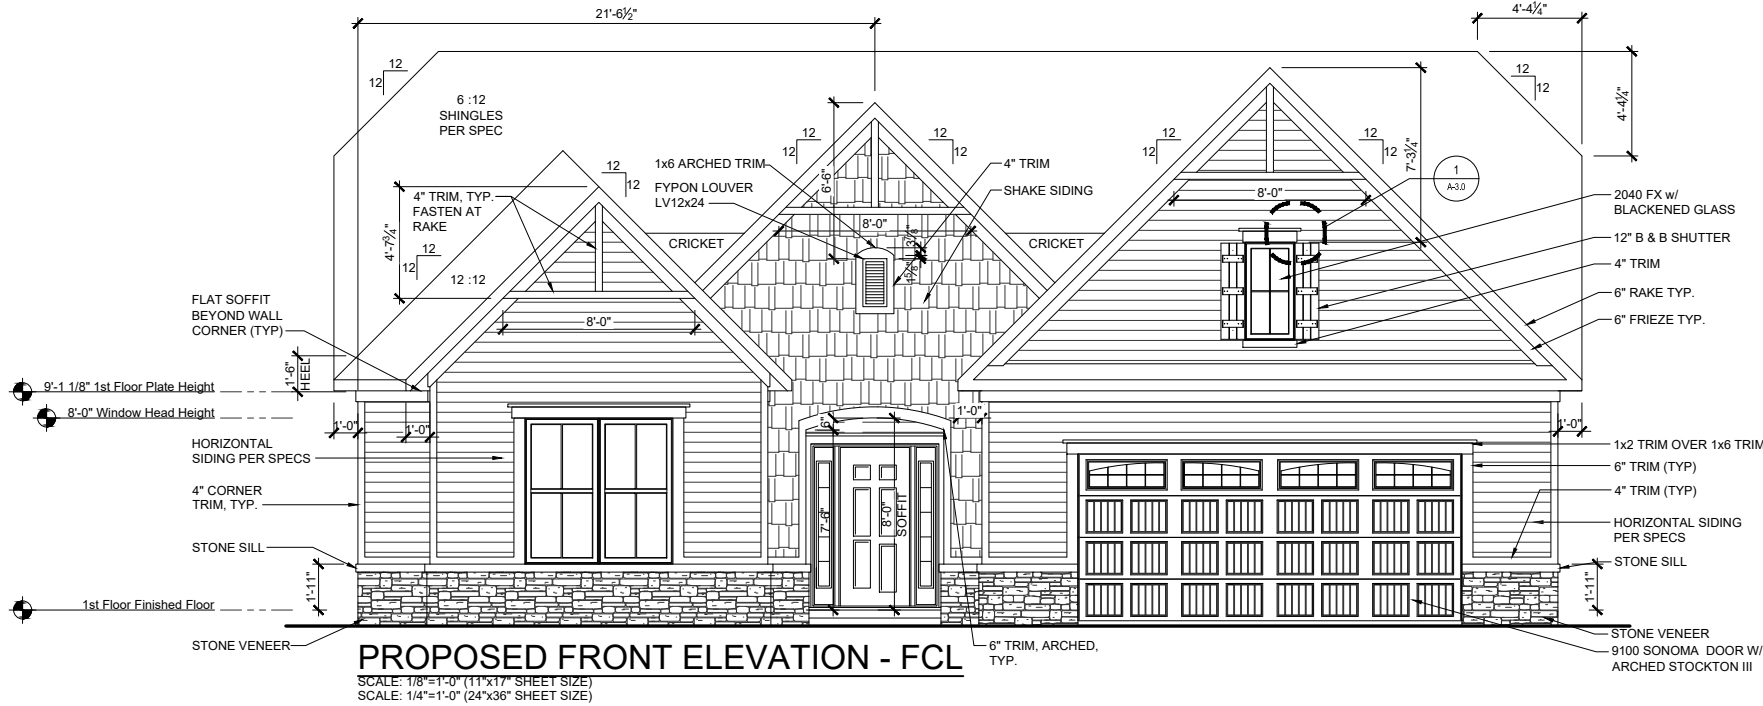 21'-6½"
4'-4¼"
12
12
6 :12
SHINGLES
PER SPEC
12
12
4'-4¼"
12
12
12
12
12
12
12
12
7'-3¼"
1
A-3.0
1x6 ARCHED TRIM
6'-6"
4" TRIM
FYPON LOUVER
LV12x24
SHAKE SIDING
12
12
4" TRIM, TYP.
FASTEN AT
RAKE
8'-0"
2040 FX w/
BLACKENED GLASS
4'-7¾"
12
12
8'-0"
CRICKET
CRICKET
12" B & B SHUTTER
4" TRIM
12 :12
6" RAKE TYP.
6" FRIEZE TYP.
FLAT SOFFIT
BEYOND WALL
CORNER (TYP)
8'-0"
1'-6"
HEEL
9'-1 1/8" 1st Floor Plate Height
8'-0" Window Head Height
1'-0"
1'-0"
6"
1'-0"
1'-0"
HORIZONTAL
SIDING PER SPECS
1x2 TRIM OVER 1x6 TRIM
6" TRIM (TYP)
4" TRIM (TYP)
4" CORNER
TRIM, TYP.
7'-6"
8'-0"
SOFFIT
HORIZONTAL SIDING
PER SPECS
STONE SILL
STONE SILL
1'-11"
1'-11"
1st Floor Finished Floor
STONE VENEER
6" TRIM, ARCHED,
TYP.
STONE VENEER
9100 SONOMA DOOR W/
ARCHED STOCKTON III
PROPOSED FRONT ELEVATION - FCL
SCALE: 1/8"=1'-0" (11"x17" SHEET SIZE)
SCALE: 1/4"=1'-0" (24"x36" SHEET SIZE)